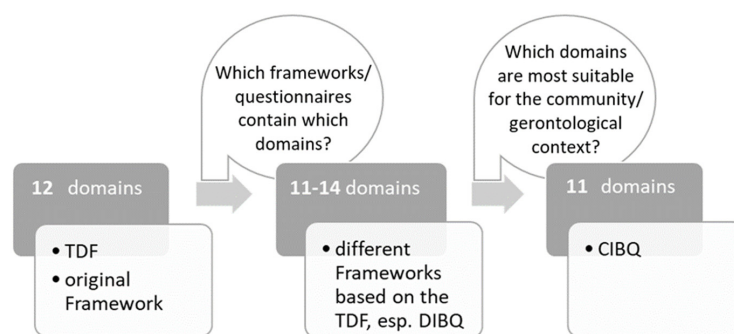 Which frameworks/
questionnaires
contain which
domains?
Which domains
are most suitable
for the community/
gerontological
context?
12 domains
• TDF
• original
Framework
11-14 domains
• different
Frameworks
based on the
TDF, esp. DIBQ
11 domains
• CIBQ